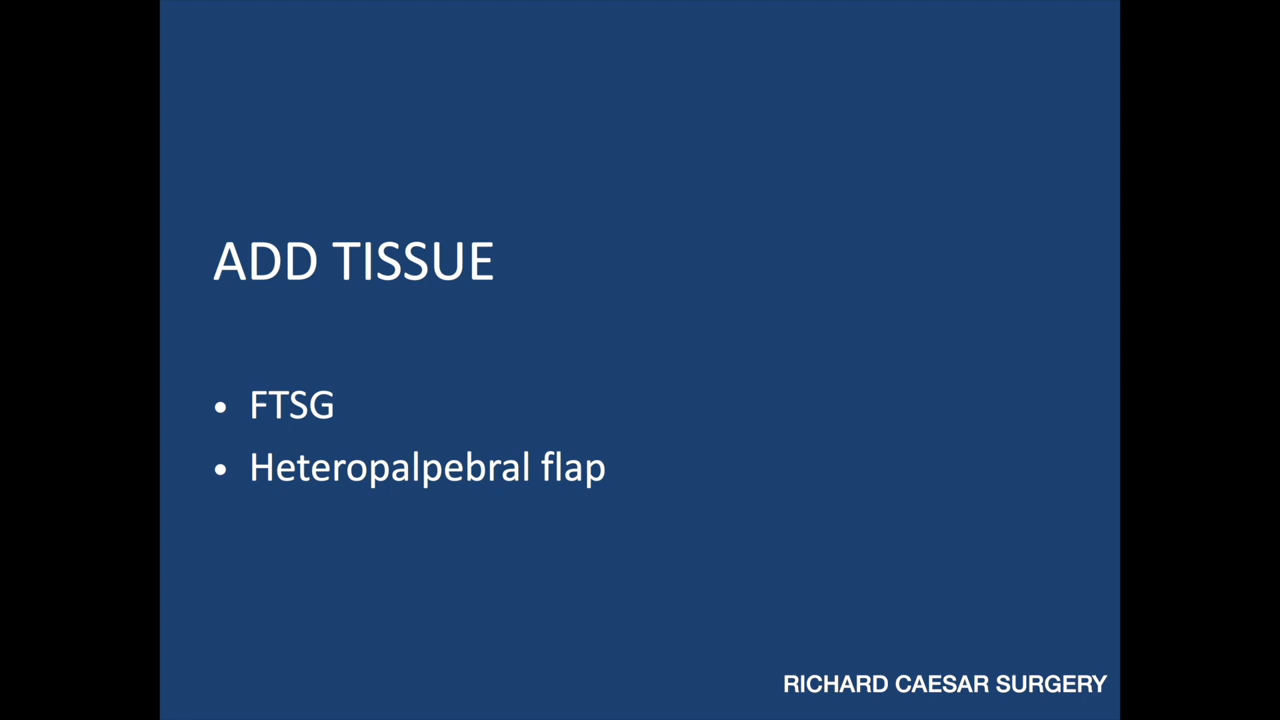 ADD TISSUE
• FTSG
• Heteropalpebral flap
RICHARD CAESAR SURGERY